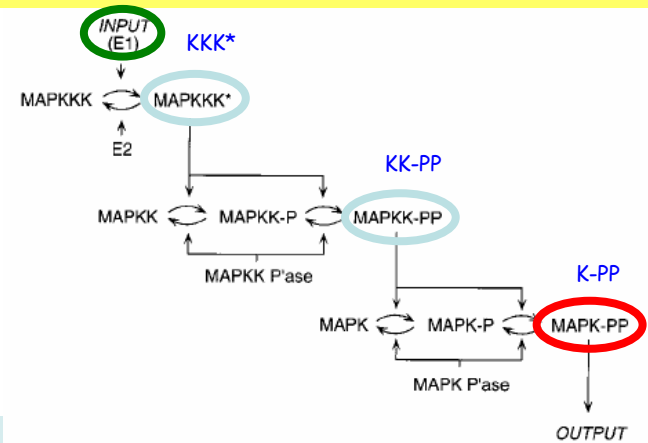 INPUT
(E1)
KKK*
MAPKKK
MAPKKK*
E2
KK-PP
MAPKK
MAPKK-P
MAPKK-PP
MAPKK P'ase
K-PP
MAPK
MAPK-P
MAPK-PP
MAPK P'ase
OUTPUT